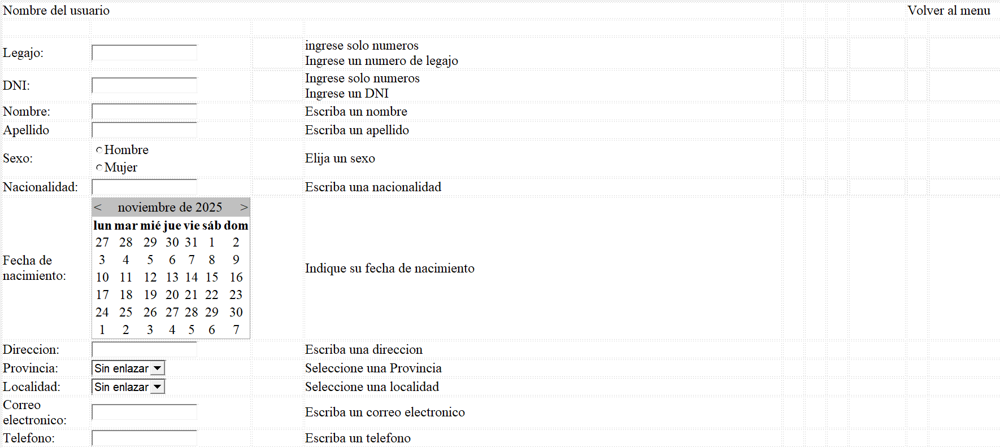 Nombre del usuario Volver al menu
Legajo: ingrese solo numeros
Ingrese un numero de legajo
DNI: Ingrese solo numeros
Ingrese un DNI
Nombre: Escriba un nombre
Apellido Escriba un apellido
Sexo: Hombre Elija un sexo
Mujer
Nacionalidad: Escriba una nacionalidad
< noviembre de 2025 >
lun mar mié jue vie sáb dom
27 28 29 30 31 1 2
3 4 5 6 7 8 9
10 11 12 13 14 15 16
17 18 19 20 21 22 23
24 25 26 27 28 29 30
1 2 3 4 5 6 7
Fecha de
nacimiento: Indique su fecha de nacimiento
Direccion: Escriba una direccion
Provincia: Sin enlazar Seleccione una Provincia
Localidad: Sin enlazar Seleccione una localidad
Correo
electronico: Escriba un correo electronico
Telefono: Escriba un telefono